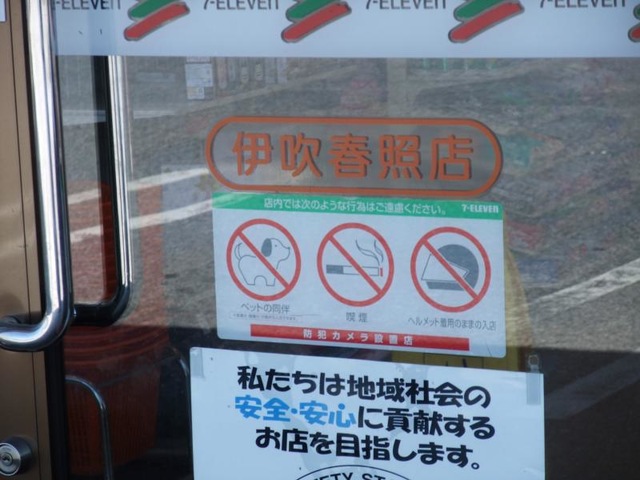 7-ELEVEN 7-ELEVEN 7-ELEVEN 7-ELEVEN
伊吹春照店
店内では次のような行為はご遠慮ください。 7-ELEVEN
ペットの同伴
喫煙
ヘルメット着用のままの入店
防犯カメラ設置店
私たちは地域社会の
安全・安心に貢献する
お店を目指します。